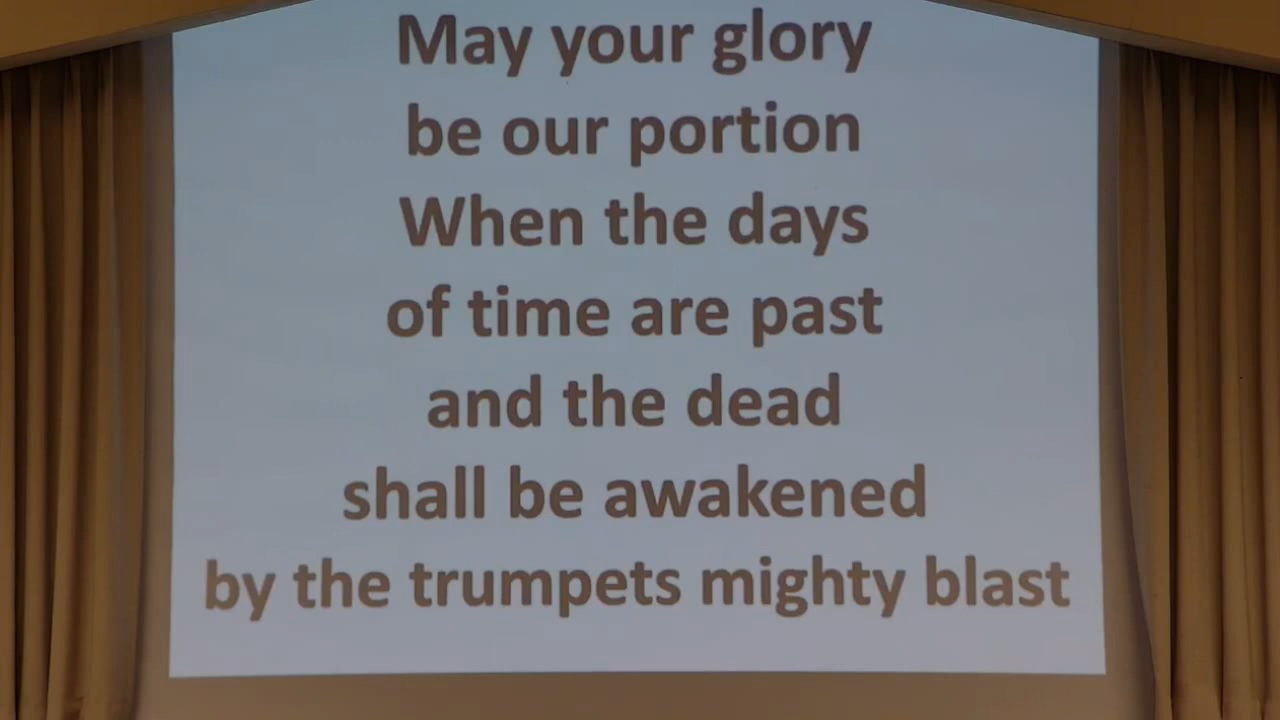 May your glory
be our portion
When the days
of time are past
and the dead
shall be awakened
by the trumpets mighty blast